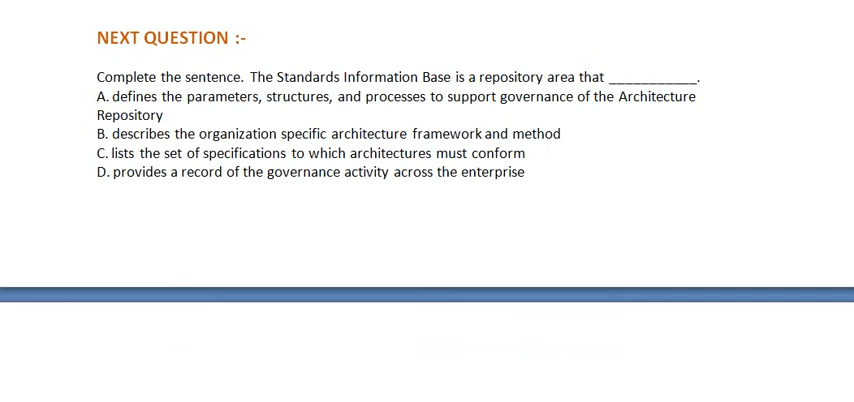 NEXT QUESTION :-
Complete the sentence. The Standards Information Base is a repository area that ___________.
A. defines the parameters, structures, and processes to support governance of the Architecture
Repository
B. describes the organization specific architecture framework and method
C. lists the set of specifications to which architectures must conform
D. provides a record of the governance activity across the enterprise